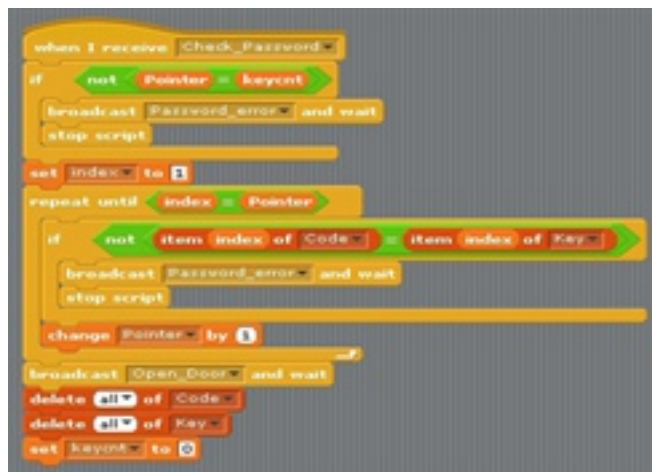 when I receive Check_Password
if not Pointer = keycnt
broadcast Password_error and wait
stop script
set index to 1
repeat until index = Pointer
if not item index of Code = item index of Key
broadcast Password_error and wait
stop script
change Pointer by 1
broadcast Open_Door and wait
delete all of Code
delete all of Key
set keycnt to 0